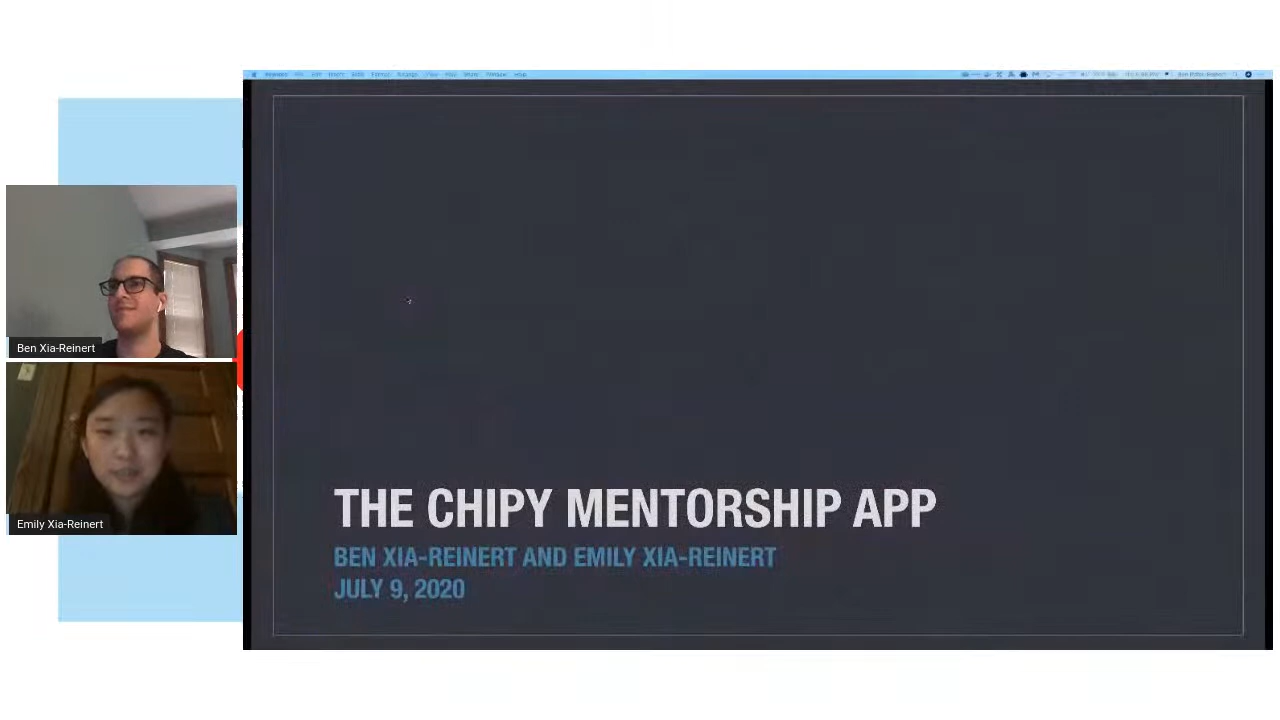 Ben Xia-Reinert
Emily Xia-Reinert
THE CHIPY MENTORSHIP APP
BEN XIA-REINERT AND EMILY XIA-REINERT
JULY 9, 2020